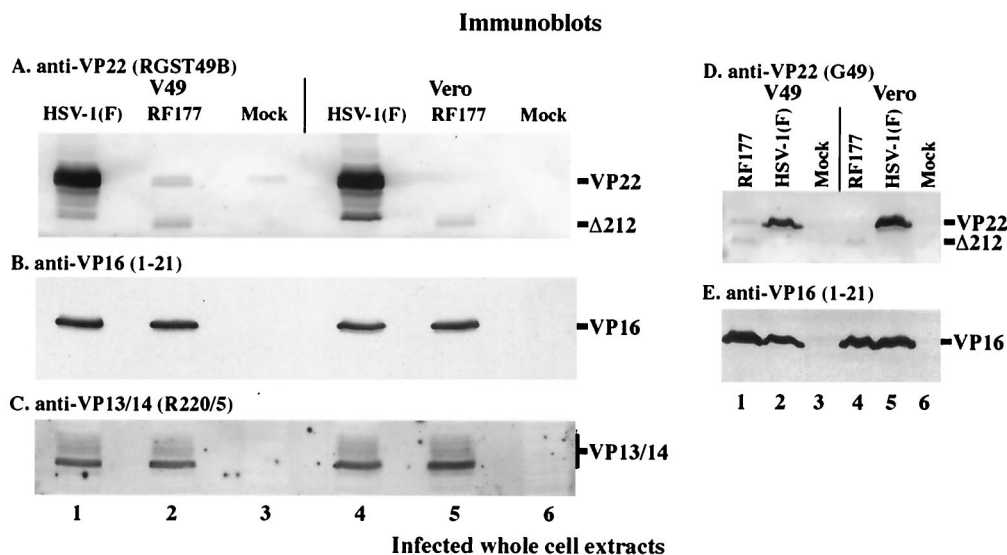 Immunoblots
A. anti-VP22 (RGST49B)
V49 Vero
HSV-1(F) RF177 Mock HSV-1(F) RF177 Mock
VP22
Δ212
B. anti-VP16 (1-21)
VP16
C. anti-VP13/14 (R220/5)
VP13/14
1 2 3 4 5 6
D. anti-VP22 (G49)
V49 Vero
RF177 HSV-1(F) Mock RF177 HSV-1(F) Mock
VP22
Δ212
E. anti-VP16 (1-21)
VP16
1 2 3 4 5 6
Infected whole cell extracts